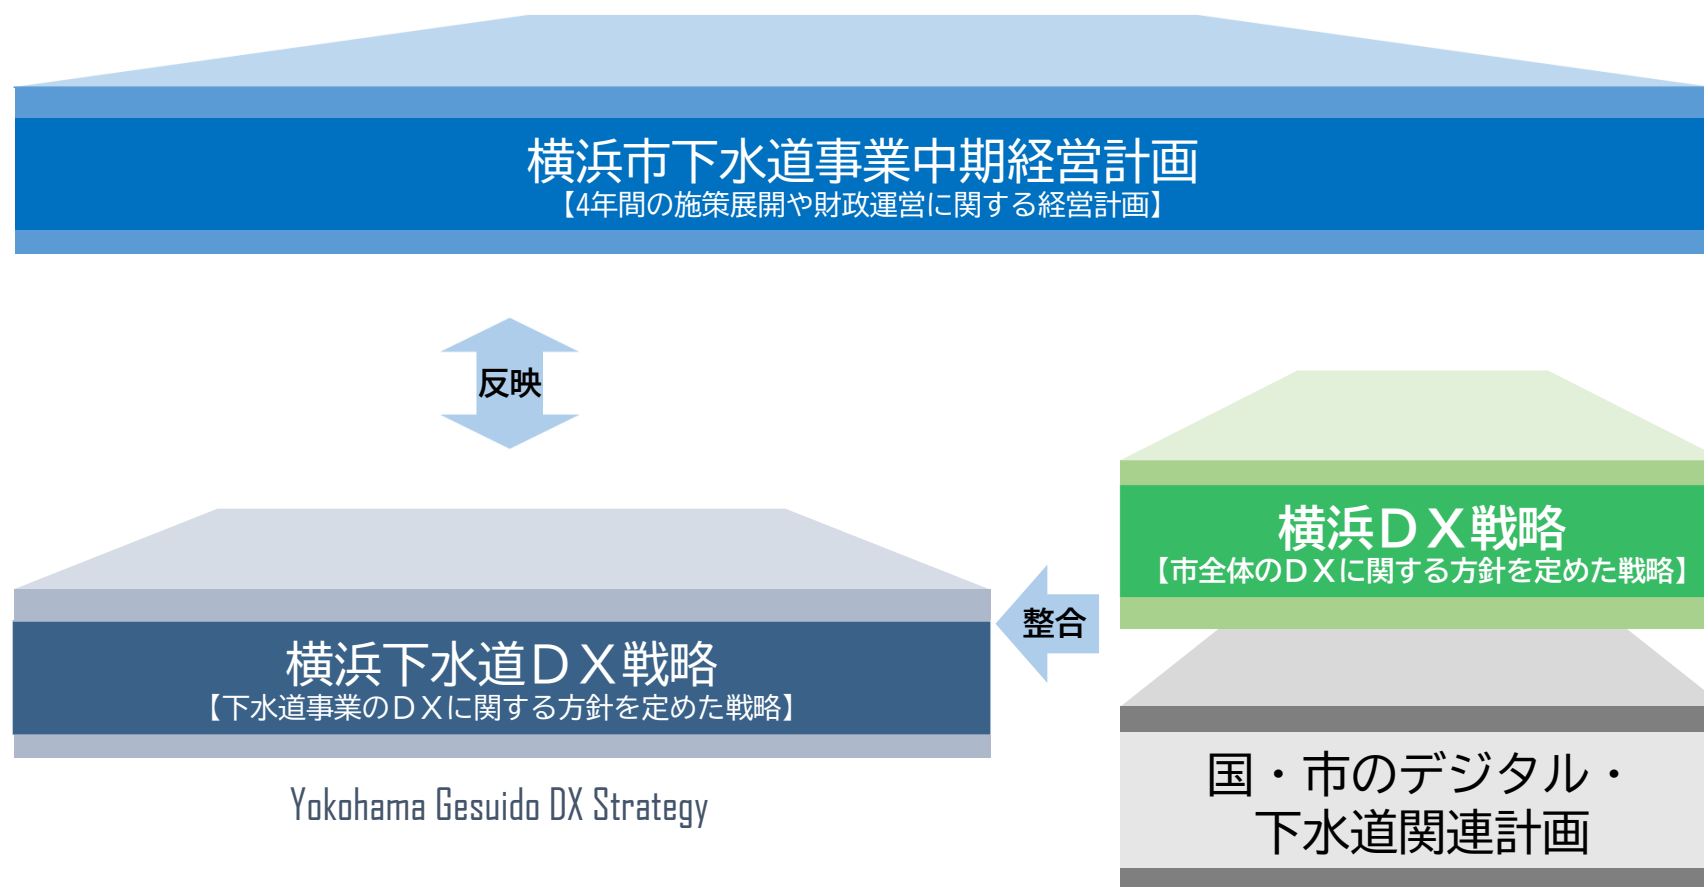 横浜市下水道事業中期経営計画
【4年間の施策展開や財政運営に関する経営計画】
反映
横浜ＤＸ戦略
【市全体のＤＸに関する方針を定めた戦略】
整合
横浜下水道ＤＸ戦略
【下水道事業のＤＸに関する方針を定めた戦略】
Yokohama Gesuido DX Strategy
国・市のデジタル・
下水道関連計画